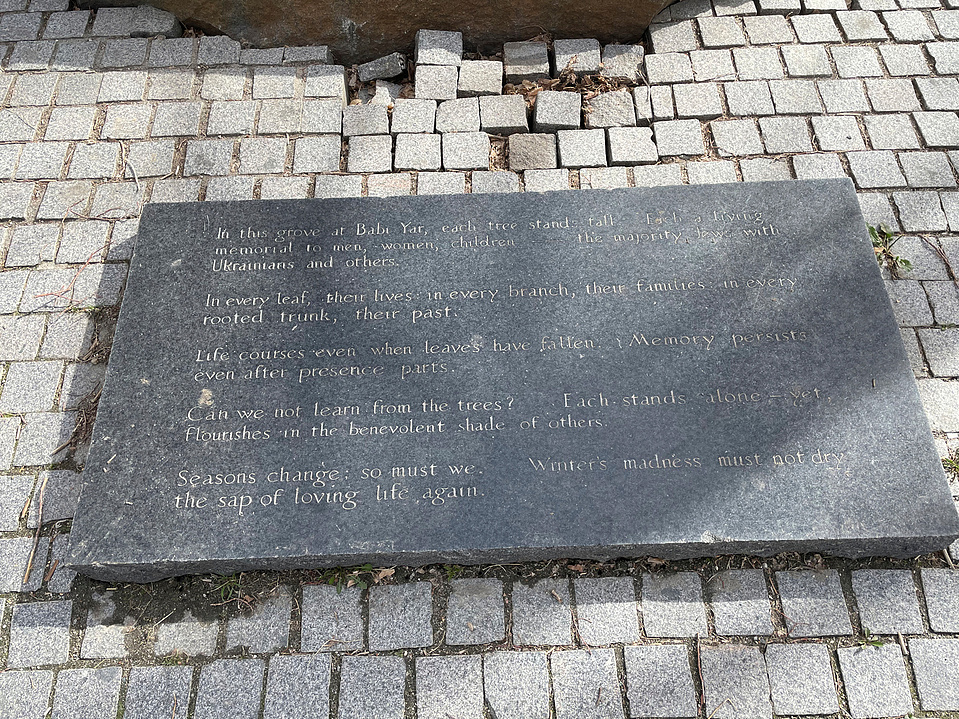 In this grove at Babi Yar, each tree stands tall. Each a living
memorial to men, women, children the majority Jews with
Ukrainians and others.
In every leaf, their lives: in every branch, their families: in every
rooted trunk, their past.
Life courses even when leaves have fallen: Memory persists
even after presence parts.
Can we not learn from the trees? Each stands alone – yet,
flourishes in the benevolent shade of others.
Seasons change: so must we. Winter's madness must not dry
the sap of loving life again.